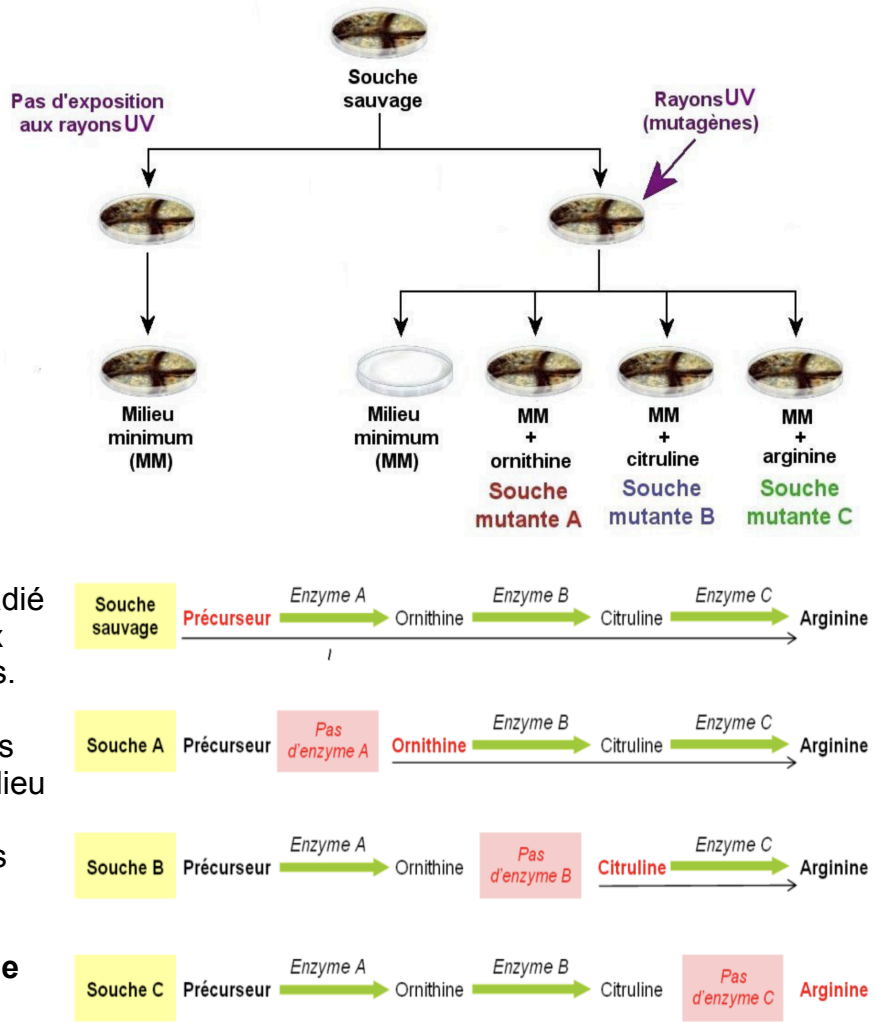 Souche
sauvage
Pas d'exposition
aux rayons UV
Rayons UV
(mutagènes)
Milieu
minimum
(MM)
Milieu
minimum
(MM)
MM
+
ornithine
Souche
mutante A
MM
+
citruline
Souche
mutante B
MM
+
arginine
Souche
mutante C
adié
x
s.
s
lieu
s
e
Souche
sauvage
Précurseur Enzyme A Ornithine Enzyme B Citruline Enzyme C Arginine
Souche A Précurseur Pas
d'enzyme A Ornithine Enzyme B Citruline Enzyme C Arginine
Souche B Précurseur Enzyme A Ornithine Pas
d'enzyme B Citruline Enzyme C Arginine
Souche C Précurseur Enzyme A Ornithine Enzyme B Citruline Pas
d'enzyme C Arginine